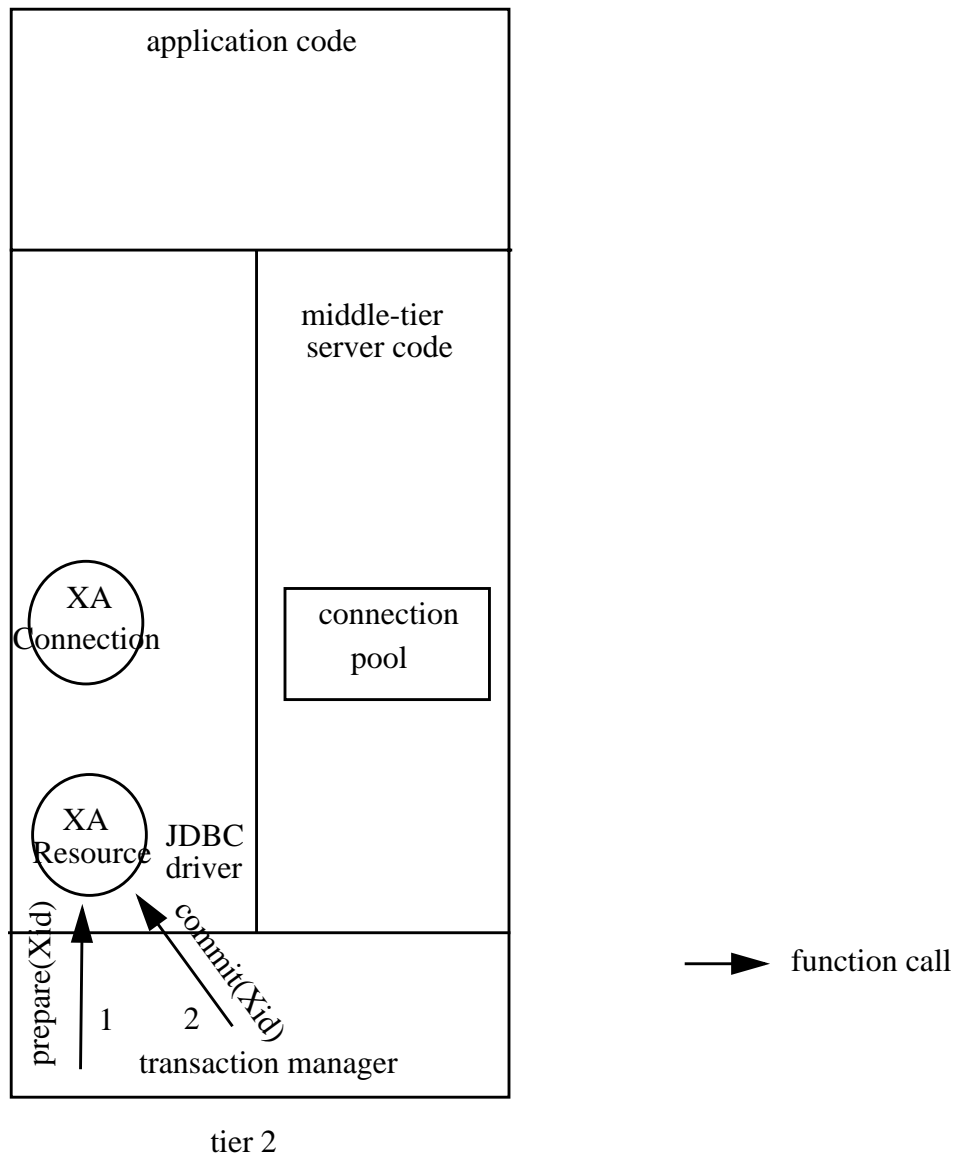 application code
middle-tier
server code
XA
Connection
connection
pool
XA
Resource
JDBC
driver
prepare(Xid)
commit(Xid)
1
2
transaction manager
function call
tier 2